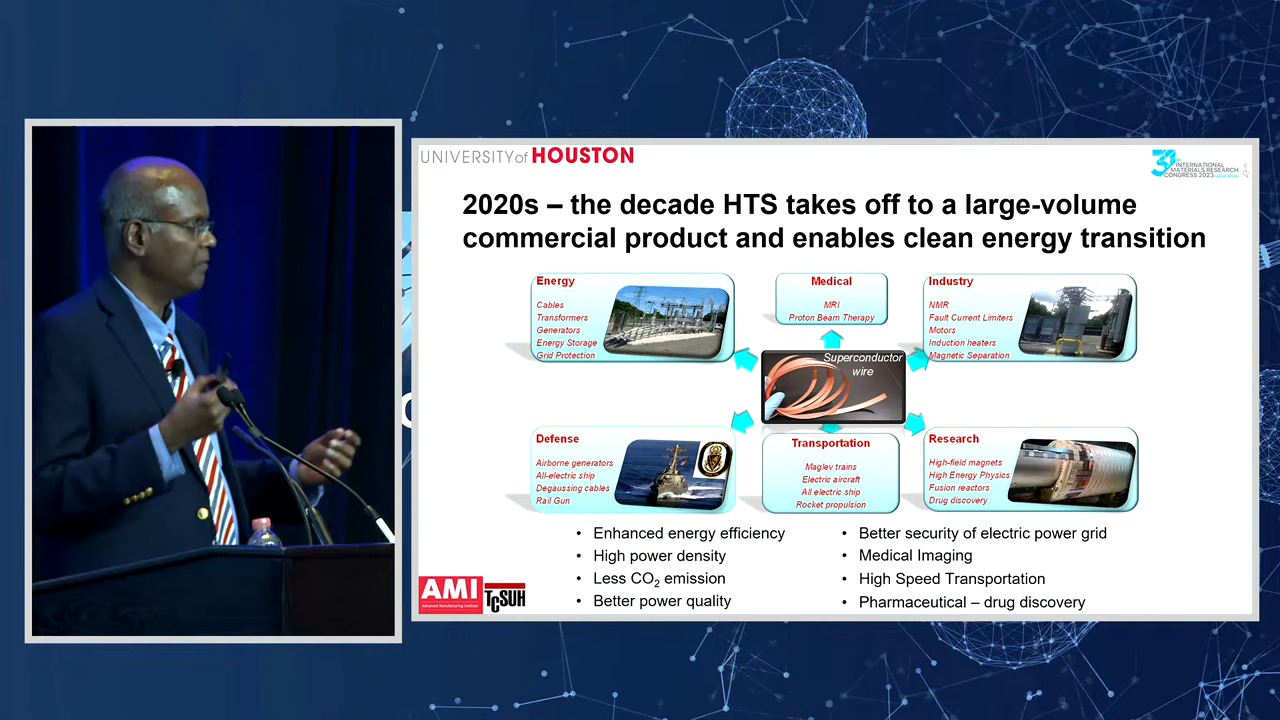 UNIVERSITY of HOUSTON
INTERNATIONAL
MATERIALS RESEARCH
CONGRESS 2023
2020s – the decade HTS takes off to a large-volume
commercial product and enables clean energy transition
Energy
Cables
Transformers
Generators
Energy Storage
Grid Protection
Medical
MRI
Proton Beam Therapy
Industry
NMR
Fault Current Limiters
Motors
Induction heaters
Magnetic Separation
Superconductor
wire
Defense
Airborne generators
All-electric ship
Degaussing cables
Rail Gun
Transportation
Maglev trains
Electric aircraft
All electric ship
Rocket propulsion
Research
High-field magnets
High Energy Physics
Fusion reactors
Drug discovery
• Enhanced energy efficiency
• High power density
• Less CO₂ emission
• Better power quality
• Better security of electric power grid
• Medical Imaging
• High Speed Transportation
• Pharmaceutical – drug discovery
AMI
Advanced Manufacturing Institute
TCSUH